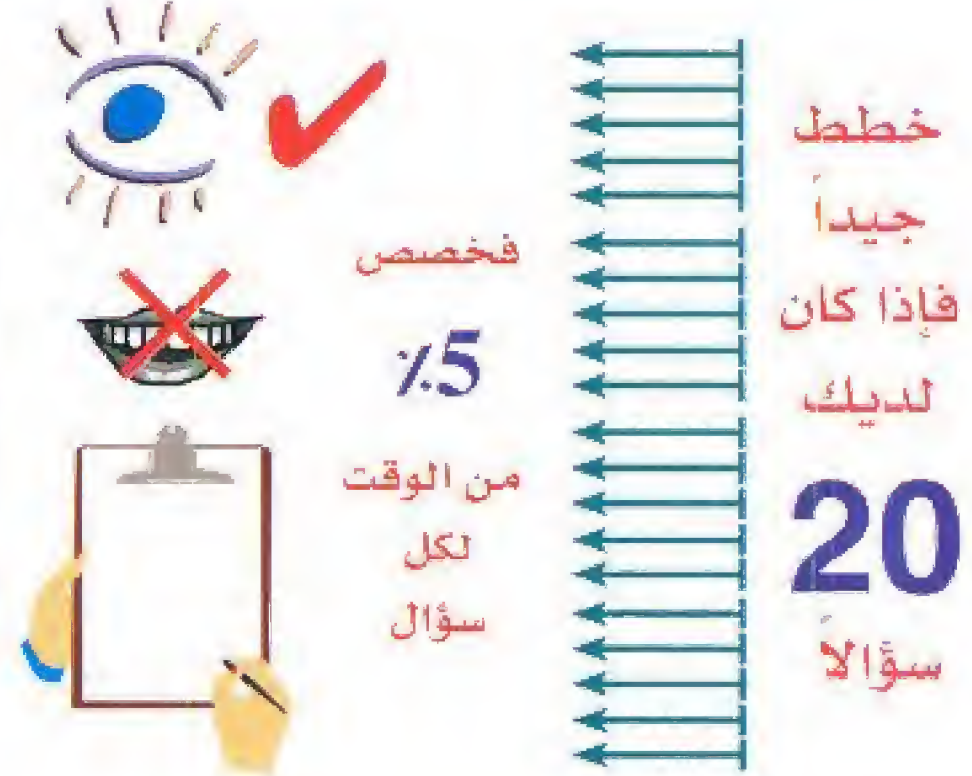 خطط
جيداً
فإذا كان
لديك
20
سؤالاً
فخصص
٪5
من الوقت
لكل
سؤال